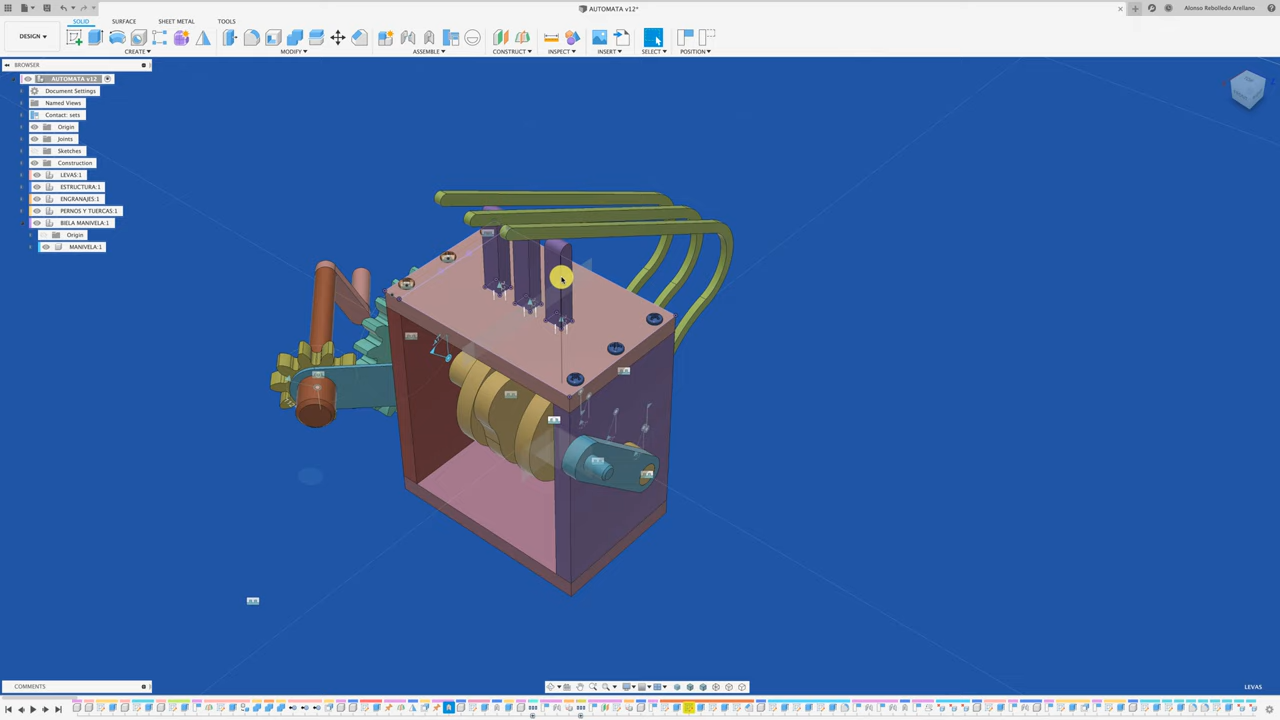 AUTOMATA v12*
Alonso Rebolledo Arellano
SOLID
SURFACE
SHEET METAL
TOOLS
DESIGN
CREATE
MODIFY
ASSEMBLE
CONSTRUCT
INSPECT
INSERT
SELECT
POSITION
BROWSER
AUTOMATA v12
Document Settings
Named Views
Contact: sets
Origin
Joints
Sketches
Construction
LEVAS:1
ESTRUCTURA:1
ENGRANAJES:1
PERNOS Y TUERCAS:1
BIELA MANIVELA:1
Origin
MANIVELA:1
COMMENTS
LEVAS